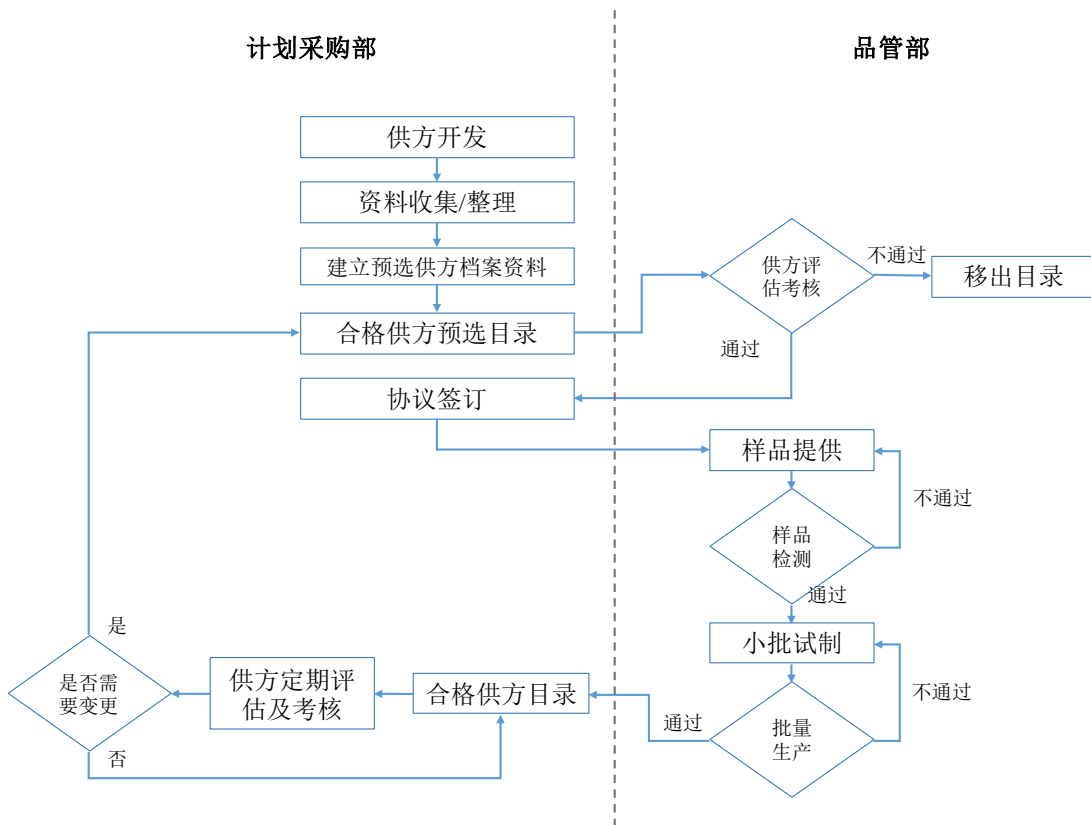 计划采购部
品管部
供方开发
资料收集/整理
建立预选供方档案资料
合格供方预选目录
供方评
估考核
不通过
移出目录
通过
协议签订
样品提供
不通过
样品
检测
通过
小批试制
不通过
批量
生产
通过
合格供方目录
供方定期评
估及考核
是
是否需
要变更
否